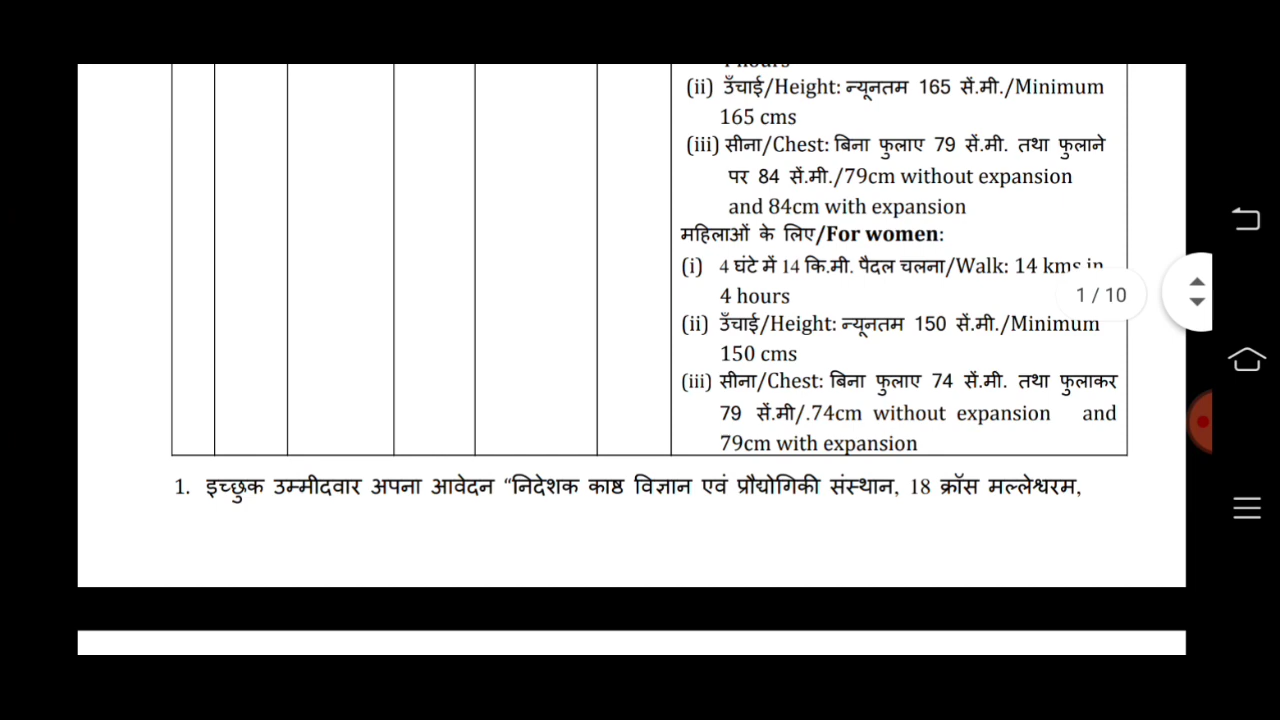 (ii) उँचाई/Height: न्यूनतम 165 सें.मी./Minimum
165 cms
(iii) सीना/Chest: बिना फुलाए 79 सें.मी. तथा फुलाने
पर 84 सें.मी./79cm without expansion
and 84cm with expansion
महिलाओं के लिए/For women:
(i) 4 घंटे में 14 कि.मी. पैदल चलना/Walk: 14 kms in
4 hours
1 / 10
(ii) उँचाई/Height: न्यूनतम 150 सें.मी./Minimum
150 cms
(iii) सीना/Chest: बिना फुलाए 74 सें.मी. तथा फुलाकर
79 सें.मी/.74cm without expansion and
79cm with expansion
1. इच्छुक उम्मीदवार अपना आवेदन “निदेशक काष्ठ विज्ञान एवं प्रौद्योगिकी संस्थान, 18 क्रॉस मल्लेश्वरम,